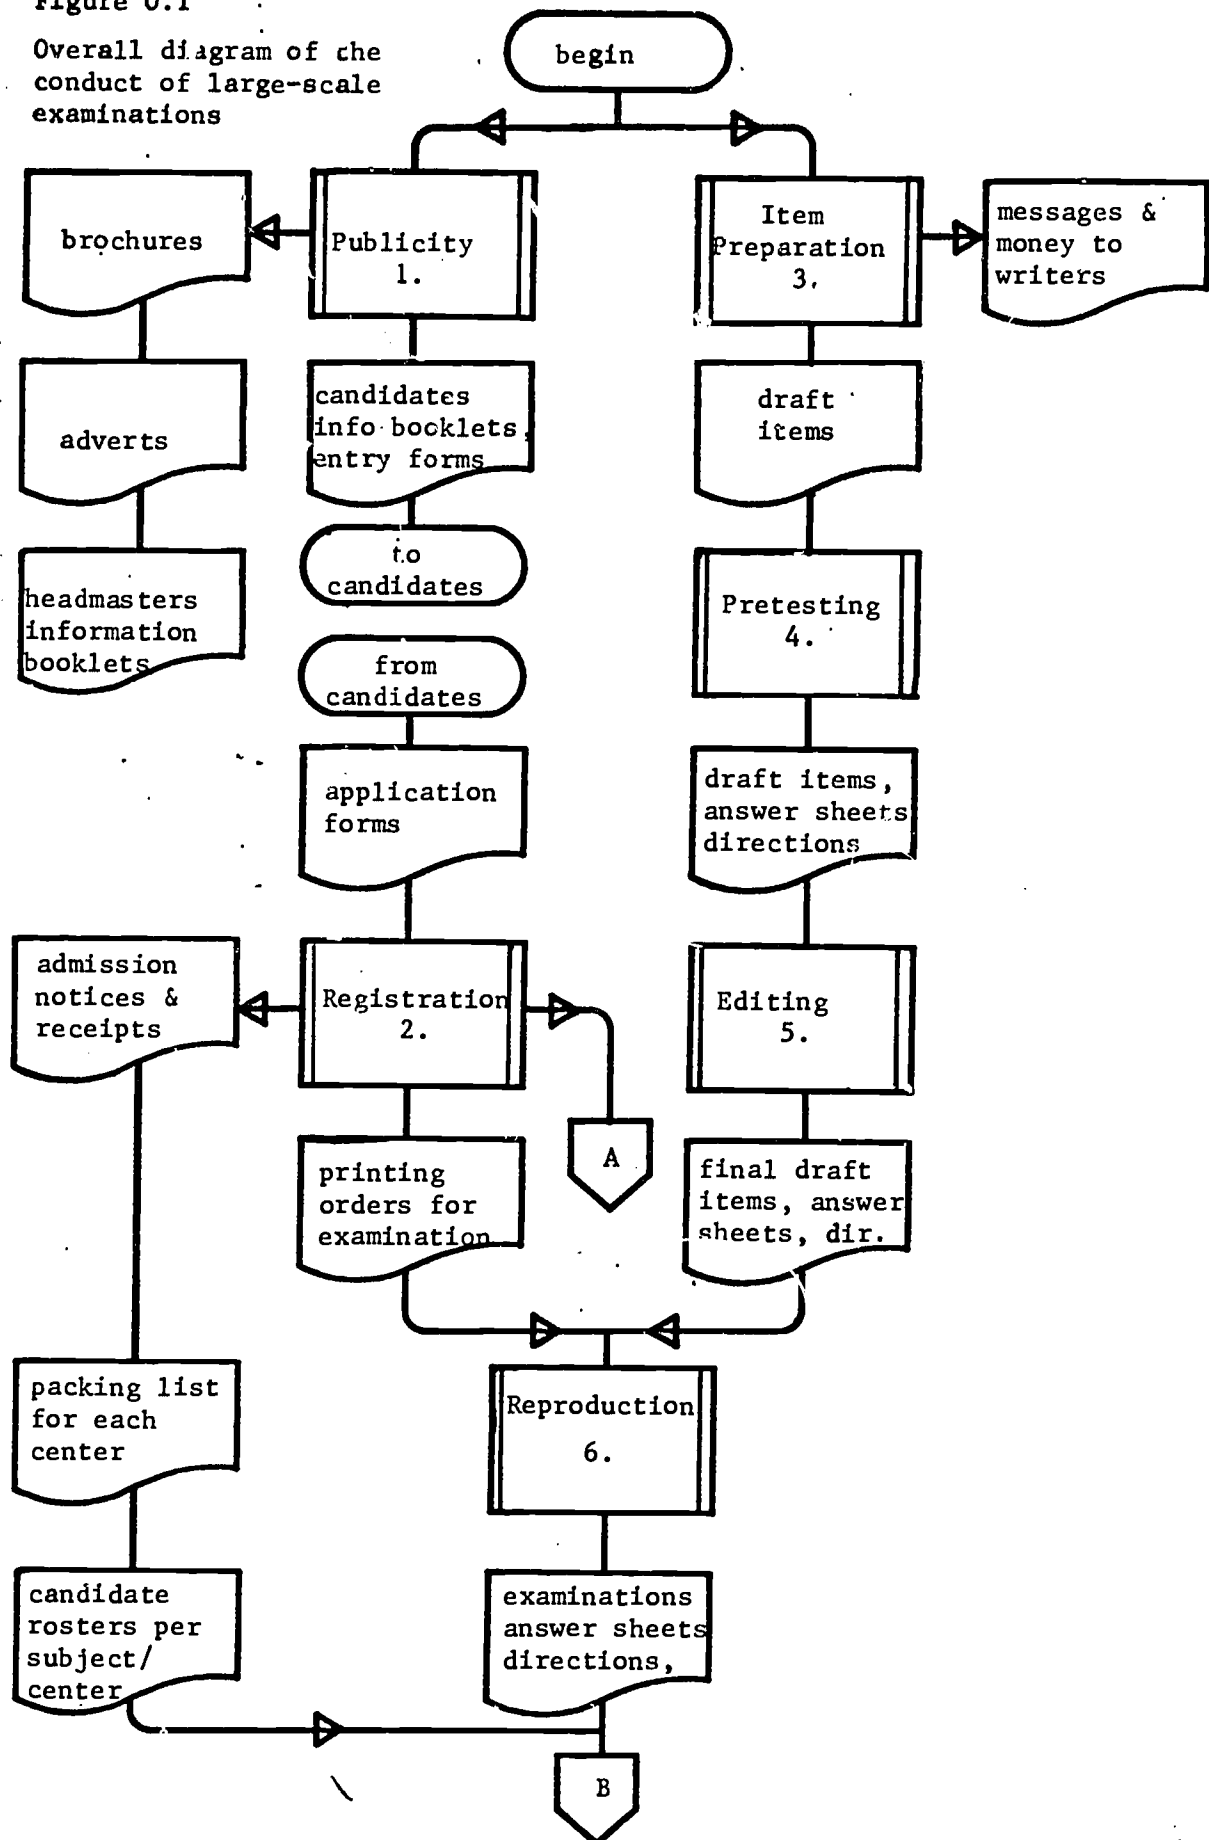 Figure 0.1
Overall diagram of the
conduct of large-scale
examinations
begin
brochures
Publicity
1.
Item
Preparation
3.
messages &
money to
writers
adverts
candidates
info booklets,
entry forms
draft
items
headmasters
information
booklets
to
candidates
Pretesting
4.
from
candidates
application
forms
draft items,
answer sheets
directions
admission
notices &
receipts
Registration
2.
Editing
5.
A
printing
orders for
examination
final draft
items, answer
sheets, dir.
packing list
for each
center
Reproduction
6.
candidate
rosters per
subject/
center
examinations
answer sheets
directions,
B